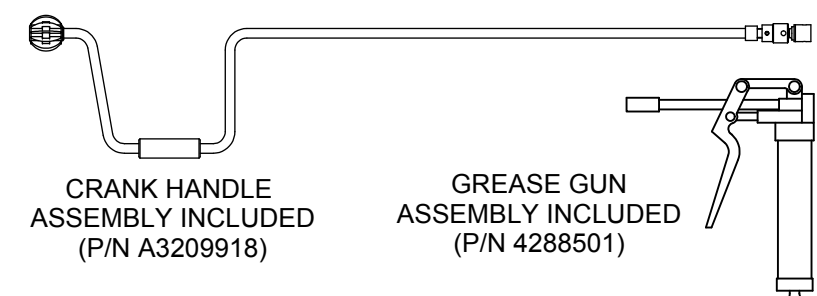 CRANK HANDLE
ASSEMBLY INCLUDED
(P/N A3209918)
GREASE GUN
ASSEMBLY INCLUDED
(P/N 4288501)